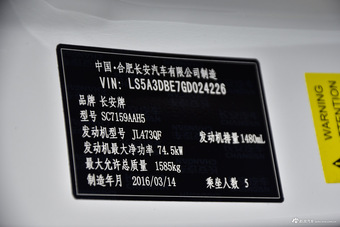 中国·合肥长安汽车有限公司制造
VIN: LS5A3DBE7GD024226
品牌 长安牌
型号 SC7159AAH5
发动机型号 JL473QF 发动机排量 1480mL
发动机最大净功率 74.5kW
最大允许总质量 1585kg
制造年月 2016/03/14 乘坐人数 5
WARNING
ATTENTION